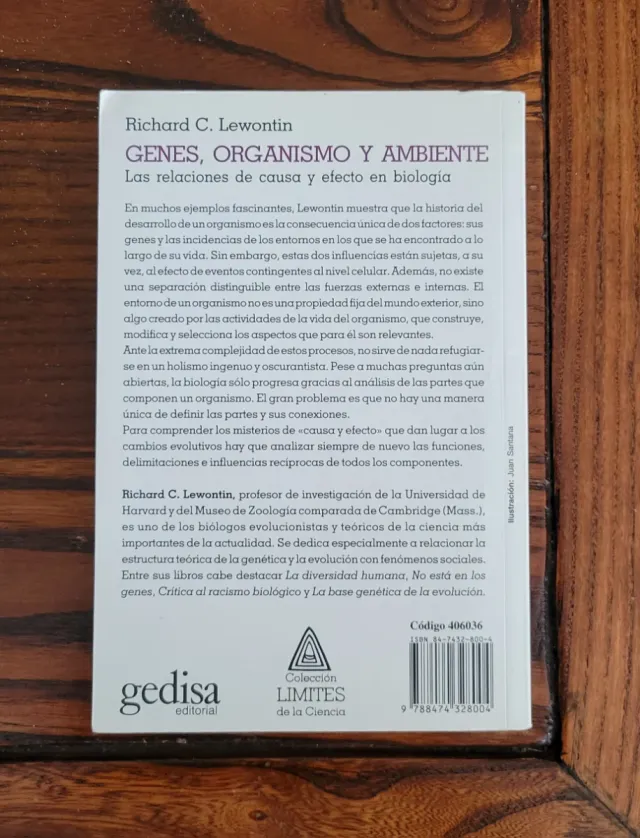 Richard C. Lewontin
GENES, ORGANISMO Y AMBIENTE
Las relaciones de causa y efecto en biología
En muchos ejemplos fascinantes, Lewontin muestra que la historia del
desarrollo de un organismo es la consecuencia única de dos factores: sus
genes y las incidencias de los entornos en los que se ha encontrado a lo
largo de su vida. Sin embargo, estas dos influencias están sujetas, a su
vez, al efecto de eventos contingentes al nivel celular. Además, no existe
una separación distinguible entre las fuerzas externas e internas. El
entorno de un organismo no es una propiedad fija del mundo exterior, sino
algo creado por las actividades de la vida del organismo, que construye,
modifica y selecciona los aspectos que para él son relevantes.
Ante la extrema complejidad de estos procesos, no sirve de nada refugiar-
se en un holismo ingenuo y oscurantista. Pese a muchas preguntas aún
abiertas, la biología sólo progresa gracias al análisis de las partes que
componen un organismo. El gran problema es que no hay una manera
única de definir las partes y sus conexiones.
Para comprender los misterios de «causa y efecto» que dan lugar a los
cambios evolutivos hay que analizar siempre de nuevo las funciones,
delimitaciones e influencias recíprocas de todos los componentes.
Richard C. Lewontin, profesor de investigación de la Universidad de
Harvard y del Museo de Zoología comparada de Cambridge (Mass.),
es uno de los biólogos evolucionistas y teóricos de la ciencia más
importantes de la actualidad. Se dedica especialmente a relacionar la
estructura teórica de la genética y la evolución con fenómenos sociales.
Entre sus libros cabe destacar La diversidad humana, No está en los
genes, Crítica al racismo biológico y La base genética de la evolución.
Ilustración: Juan Santana
gedisa
editorial
Colección
LIMITES
de la Ciencia
Código 406036
ISBN 84-7432-800-4
9 788474 328004